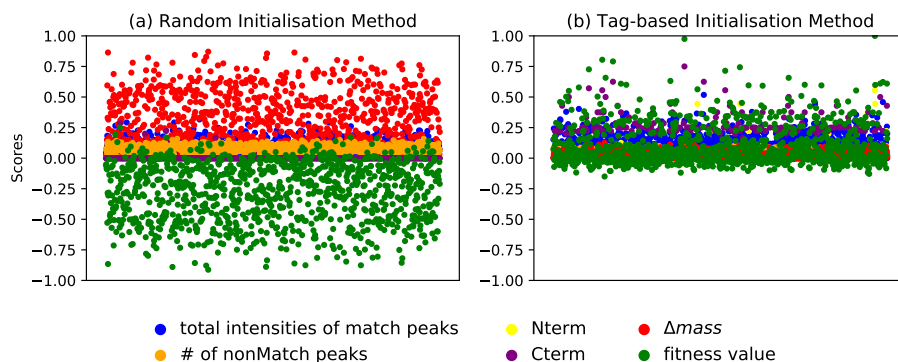 (a) Random Initialisation Method
(b) Tag-based Initialisation Method
Scores
1.00
0.75
0.50
0.25
0.00
−0.25
−0.50
−0.75
−1.00
1.00
0.75
0.50
0.25
0.00
−0.25
−0.50
−0.75
−1.00
total intensities of match peaks
Nterm
Δmass
# of nonMatch peaks
Cterm
fitness value